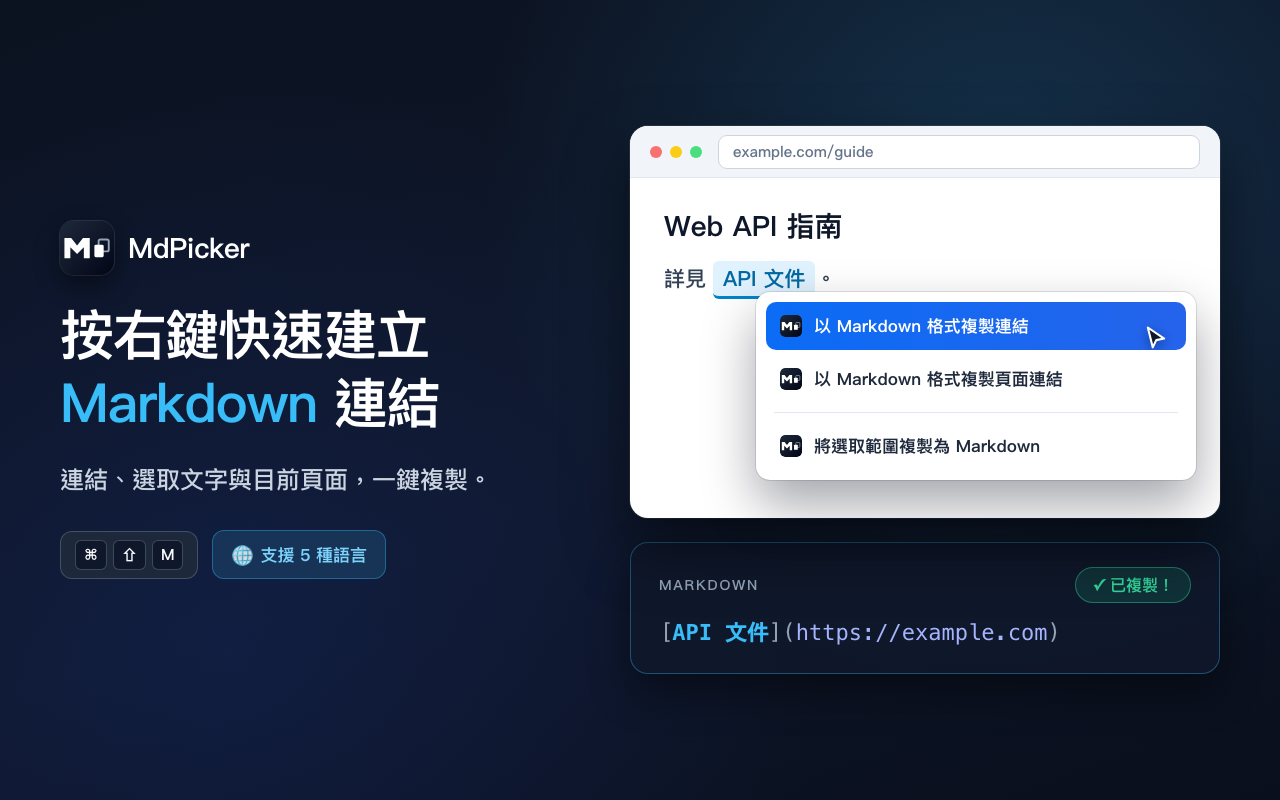 MdPicker
按右鍵快速建立
Markdown 連結
連結、選取文字與目前頁面，一鍵複製。
⌘ ⇧ M
支援 5 種語言
example.com/guide
Web API 指南
詳見 API 文件 。
以 Markdown 格式複製連結
以 Markdown 格式複製頁面連結
將選取範圍複製為 Markdown
MARKDOWN
✓ 已複製！
[API 文件](https://example.com)